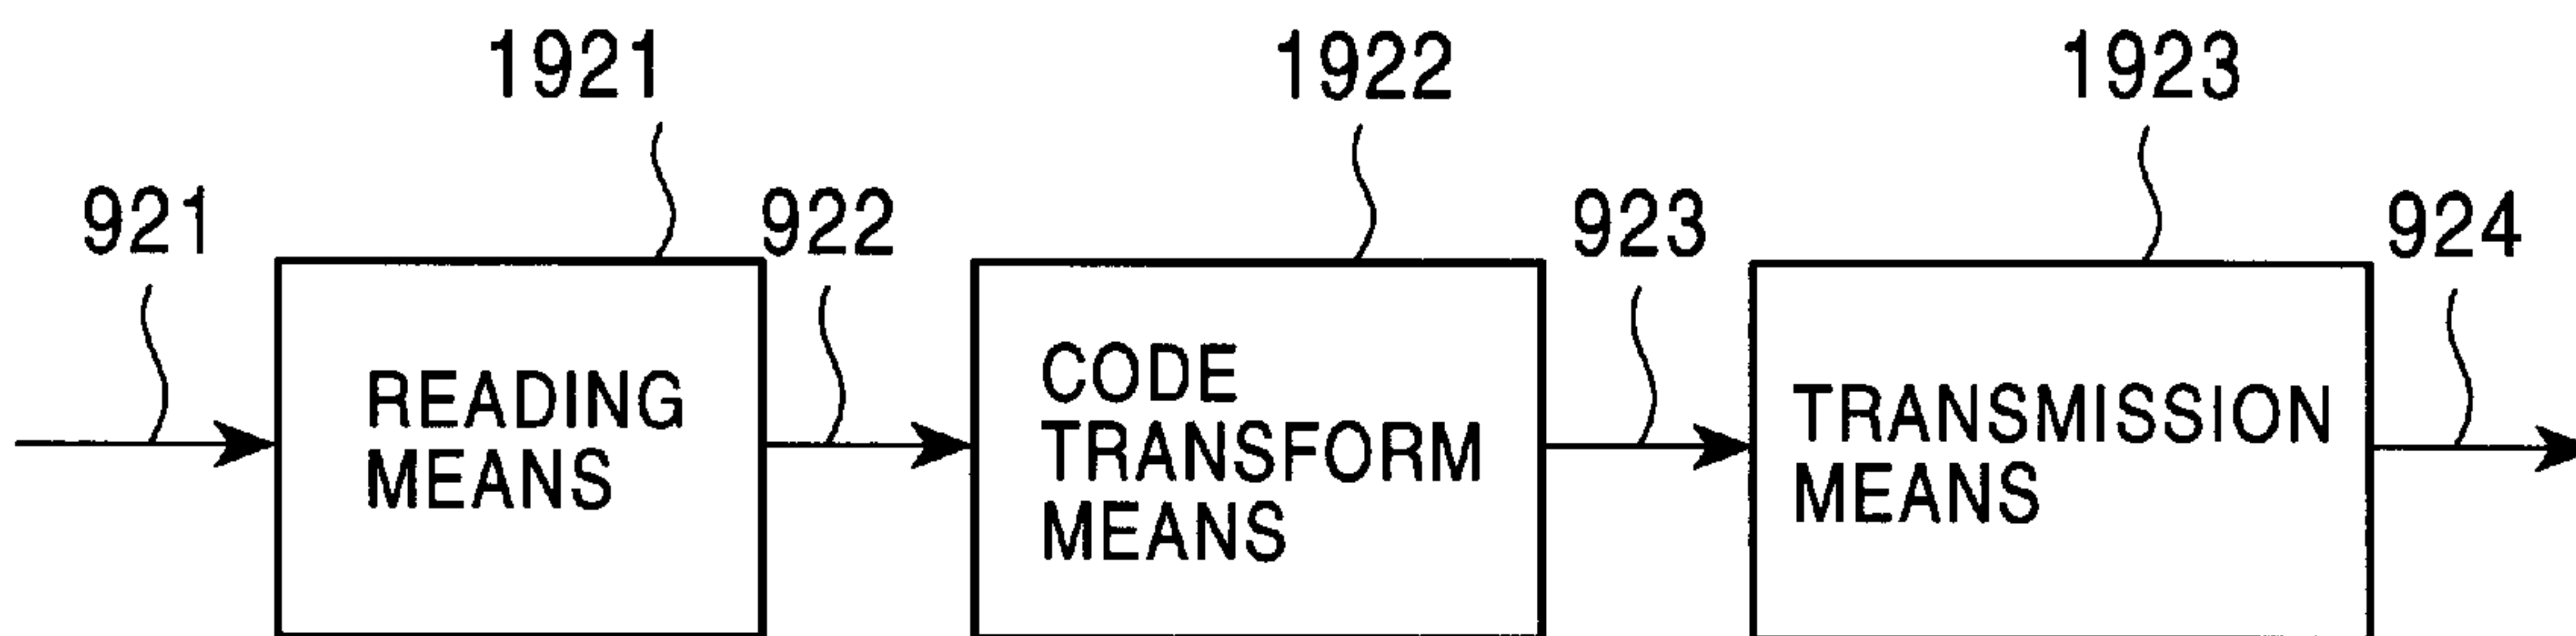 1921
1922
1923
921
922
923
924
READING
MEANS
CODE
TRANSFORM
MEANS
TRANSMISSION
MEANS